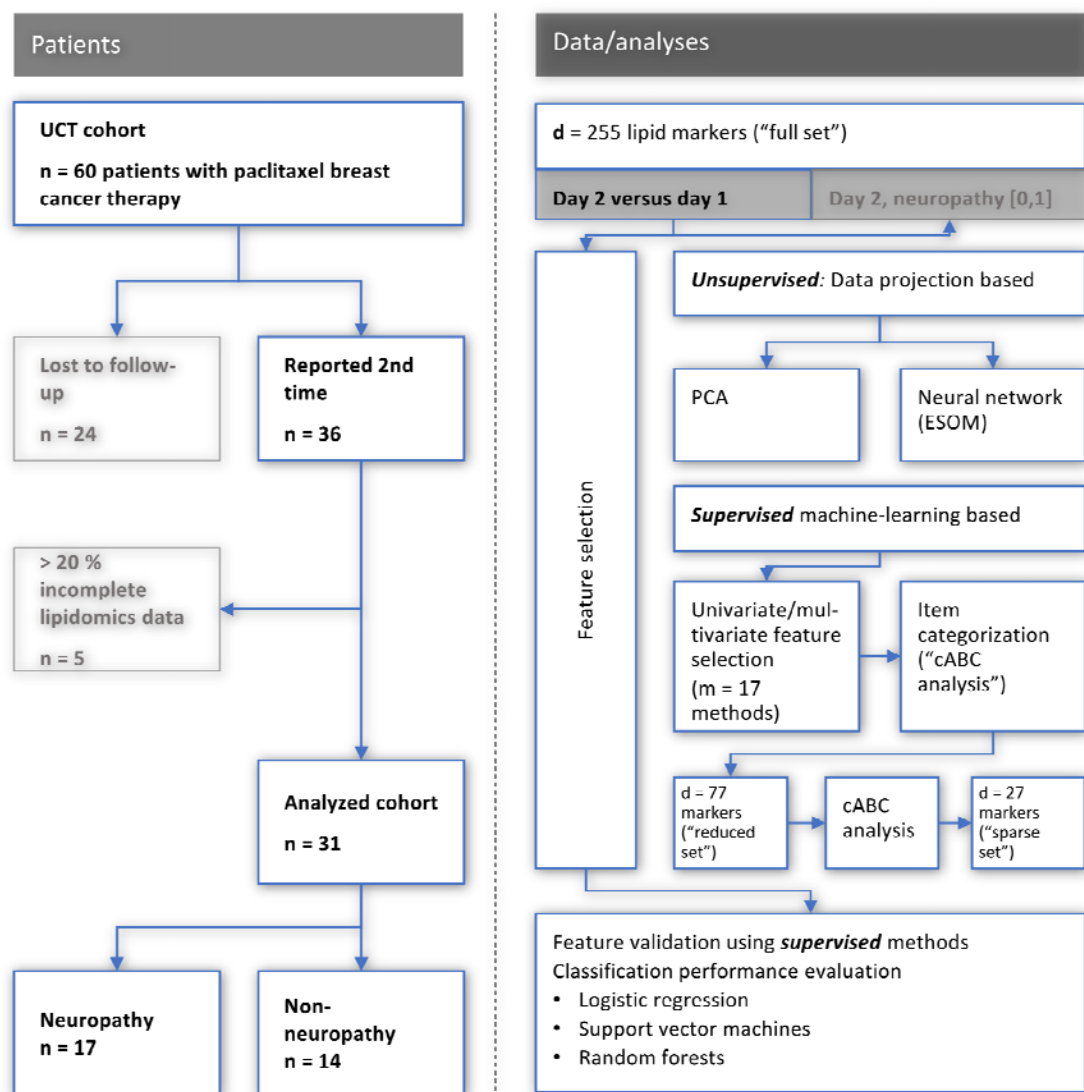 Patients
UCT cohort
n = 60 patients with paclitaxel breast
cancer therapy
Lost to follow-
up
n = 24
Reported 2nd
time
n = 36
> 20 %
incomplete
lipidomics data
n = 5
Analyzed cohort
n = 31
Neuropathy
n = 17
Non-
neuropathy
n = 14
Data/analyses
d = 255 lipid markers (“full set”)
Day 2 versus day 1
Day 2, neuropathy [0,1]
Feature selection
Unsupervised: Data projection based
PCA
Neural network
(ESOM)
Supervised machine-learning based
Univariate/mul-
tivariate feature
selection
(m = 17
methods)
Item
categorization
(“cABC
analysis”)
d = 77
markers
(“reduced
set”)
cABC
analysis
d = 27
markers
(“sparse
set”)
Feature validation using supervised methods
Classification performance evaluation
• Logistic regression
• Support vector machines
• Random forests